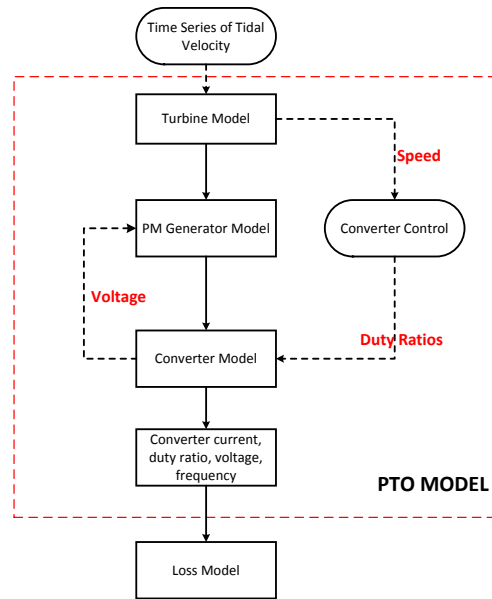 Time Series of Tidal
Velocity
Turbine Model
Speed
PM Generator Model
Converter Control
Voltage
Duty Ratios
Converter Model
Converter current,
duty ratio, voltage,
frequency
PTO MODEL
Loss Model